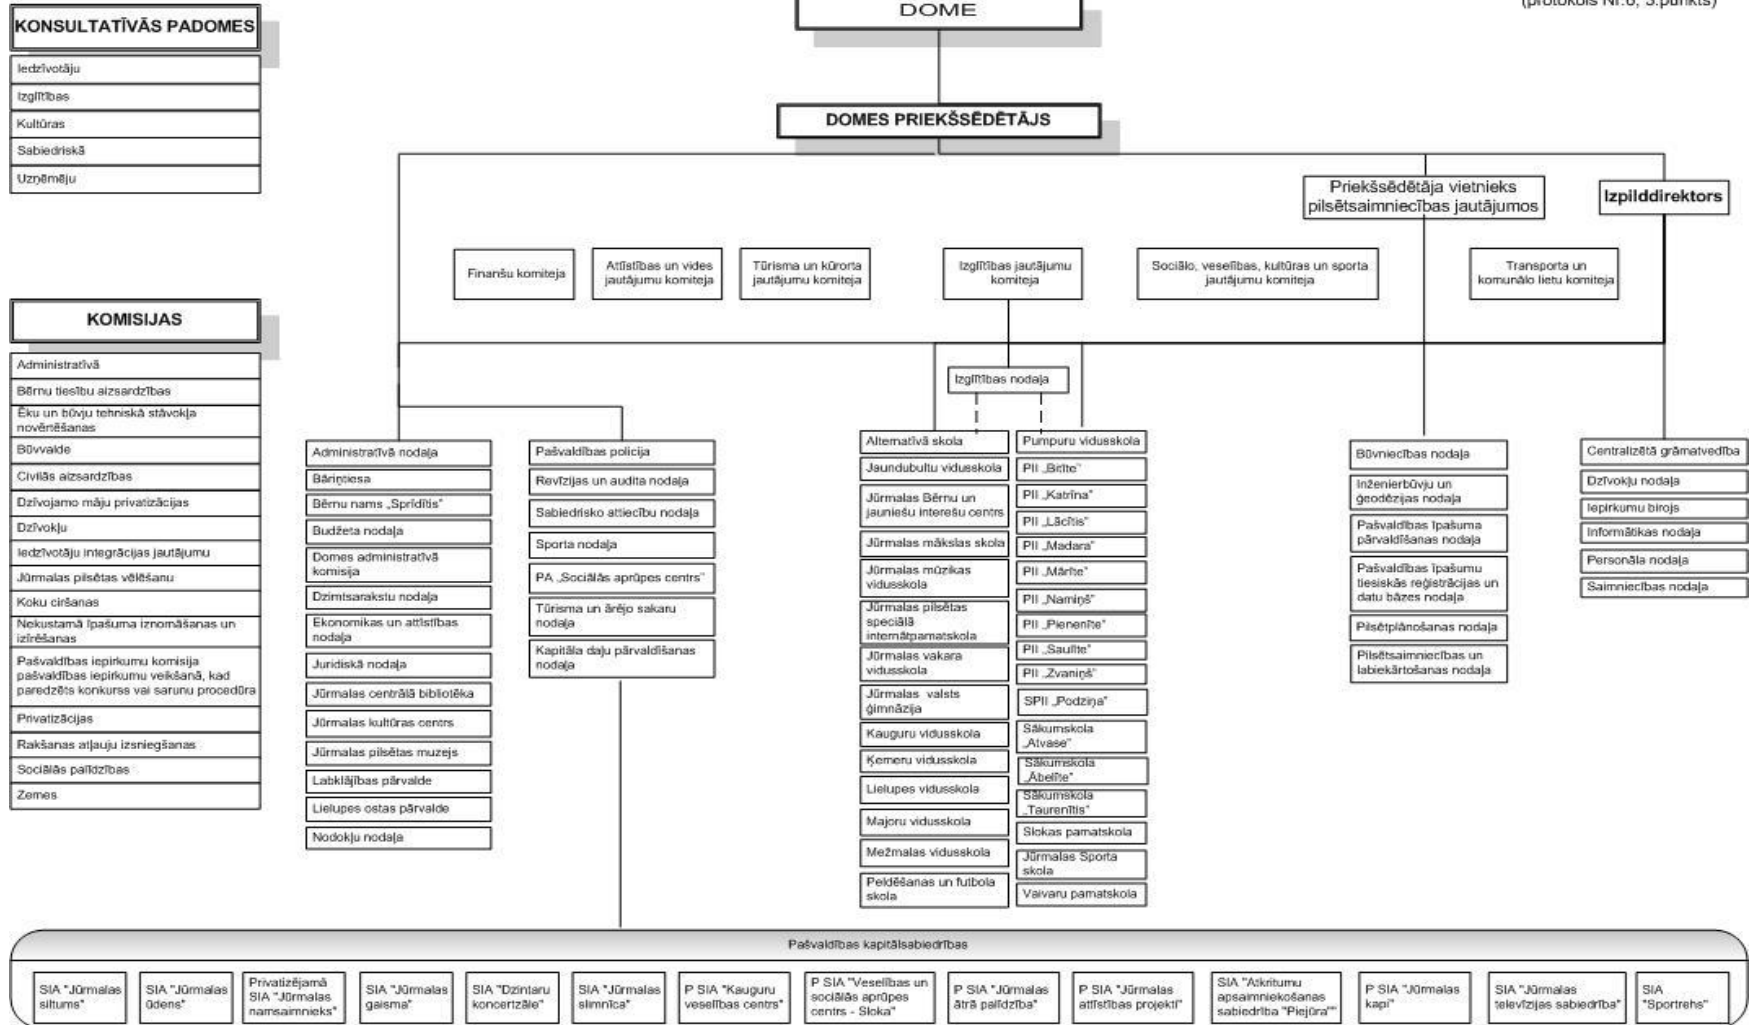 DOME
(protokols Nr.6, 3.punkts)
KONSULTATĪVĀS PADOMES
Iedzīvotāju
Izglītības
Kultūras
Sabiedriskā
Uzņēmēju
DOMES PRIEKŠSĒDĒTĀJS
Priekšsēdētāja vietnieks
pilsētsaimniecības jautājumos
Izpilddirektors
Finanšu komiteja
Attīstības un vides
jautājumu komiteja
Tūrisma un kūrorta
jautājumu komiteja
Izglītības jautājumu
komiteja
Sociālo, veselības, kultūras un sporta
jautājumu komiteja
Transporta un
komunālo lietu komiteja
KOMISIJAS
Administratīvā
Bērnu tiesību aizsardzības
Ēku un būvju tehniskā stāvokļa
novērtēšanas
Būvvalde
Civilās aizsardzības
Dzīvojamo māju privatizācijas
Dzīvokļu
Iedzīvotāju integrācijas jautājumu
Jūrmalas pilsētas vēlēšanu
Koku ciršanas
Nekustamā īpašuma iznomāšanas un
izīrēšanas
Pašvaldības iepirkumu komisija
pašvaldības iepirkumu veikšanā, kad
paredzēts konkurss vai sarunu procedūra
Privatizācijas
Rakšanas atļauju izsniegšanas
Sociālās palīdzības
Zemes
Izglītības nodaļa
Administratīvā nodaļa
Bāriņtiesa
Bērnu nams „Sprīdītis"
Budžeta nodaļa
Domes administratīvā
komisija
Dzimtsarakstu nodaļa
Ekonomikas un attīstības
nodaļa
Juridiskā nodaļa
Jūrmalas centrālā bibliotēka
Jūrmalas kultūras centrs
Jūrmalas pilsētas muzejs
Labklājības pārvalde
Lielupes ostas pārvalde
Nodokļu nodaļa
Pašvaldības policija
Revīzijas un audita nodaļa
Sabiedrisko attiecību nodaļa
Sporta nodaļa
PA „Sociālās aprūpes centrs"
Tūrisma un ārējo sakaru
nodaļa
Kapitāla daļu pārvaldīšanas
nodaļa
Alternatīvā skola
Jaundubultu vidusskola
Jūrmalas Bērnu un
jauniešu interešu centrs
Jūrmalas mākslas skola
Jūrmalas mūzikas
vidusskola
Jūrmalas pilsētas
speciālā
internātpamatskola
Jūrmalas vakara
vidusskola
Jūrmalas valsts
ģimnāzija
Kauguru vidusskola
Ķemeru vidusskola
Lielupes vidusskola
Majoru vidusskola
Mežmalas vidusskola
Peldēšanas un futbola
skola
Pumpuru vidusskola
PII „Bitīte"
PII „Katrīna"
PII „Lācītis"
PII „Madara"
PII „Mārīte"
PII „Namiņš"
PII „Pienenīte"
PII „Saulīte"
PII „Zvaniņš"
SPII „Podziņa"
Sākumskola
„Atvase"
Sākumskola
„Ābelīte"
Sākumskola
„Taurenītis"
Slokas pamatskola
Jūrmalas Sporta
skola
Vaivaru pamatskola
Būvniecības nodaļa
Inženierbūvju un
ģeodēzijas nodaļa
Pašvaldības īpašuma
pārvaldīšanas nodaļa
Pašvaldības īpašumu
tiesiskās reģistrācijas un
datu bāzes nodaļa
Pilsētplānošanas nodaļa
Pilsētsaimniecības un
labiekārtošanas nodaļa
Centralizētā grāmatvedība
Dzīvokļu nodaļa
Iepirkumu birojs
Informātikas nodaļa
Personāla nodaļa
Saimniecības nodaļa
Pašvaldības kapitālsabiedrības
SIA "Jūrmalas
siltums"
SIA "Jūrmalas
ūdens"
Privatizējamā
SIA "Jūrmalas
namsaimnieks"
SIA "Jūrmalas
gaisma"
SIA "Dzintaru
koncertzāle"
SIA "Jūrmalas
slimnīca"
P SIA "Kauguru
veselības centrs"
P SIA "Veselības un
sociālās aprūpes
centrs - Sloka"
P SIA "Jūrmalas
ātrā palīdzība"
P SIA "Jūrmalas
attīstības projekti"
SIA "Atkritumu
apsaimniekošanas
sabiedrība "Piejūra""
P SIA "Jūrmalas
kapi"
SIA "Jūrmalas
televīzijas sabiedrība"
SIA
"Sportrehs"